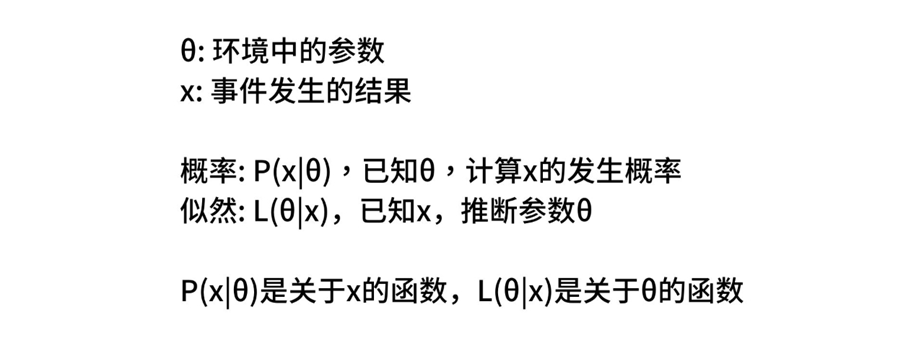 θ: 环境中的参数
x: 事件发生的结果
概率: P(x|θ)，已知θ，计算x的发生概率
似然: L(θ|x)，已知x，推断参数θ
P(x|θ)是关于x的函数，L(θ|x)是关于θ的函数